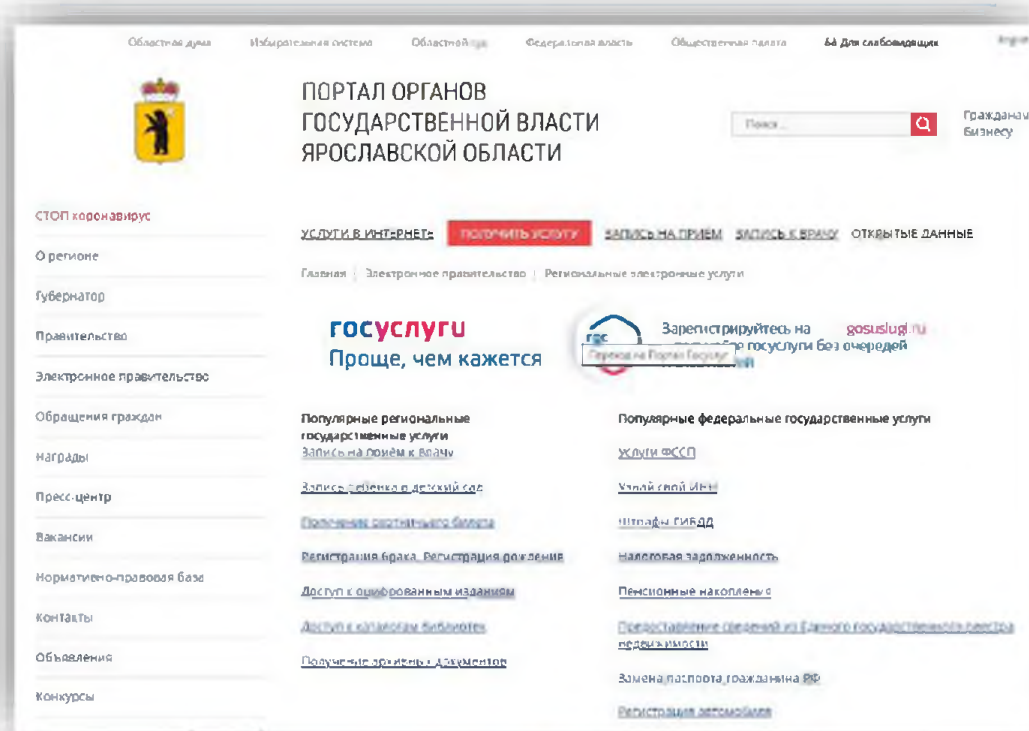 Областная дума Избирательная система Областной суд Федеральная власть Общественная палата Для слабовидящих
ПОРТАЛ ОРГАНОВ
ГОСУДАРСТВЕННОЙ ВЛАСТИ
ЯРОСЛАВСКОЙ ОБЛАСТИ
Поиск...
Гражданам
Бизнесу
СТОП коронавирус
О регионе
Губернатор
Правительство
Электронное правительство
Обращения граждан
Награды
Пресс-центр
Вакансии
Нормативно-правовая база
Контакты
Объявления
Конкурсы
УСЛУГИ В ИНТЕРНЕТЕ ПОЛУЧИТЬ УСЛУГУ ЗАПИСЬ НА ПРИЁМ ЗАПИСЬ К ВРАЧУ ОТКРЫТЫЕ ДАННЫЕ
Главная Электронное правительство Региональные электронные услуги
госуслуги
Проще, чем кажется
Зарегистрируйтесь на gosuslugi.ru
госуслуги без очередей
Переход на Портал Госуслуг
Популярные региональные
государственные услуги
Запись на приём к врачу
Запись ребенка в детский сад
Получение охотничьего билета
Регистрация брака. Регистрация рождения
Доступ к оцифрованным изданиям
Доступ к каталогам библиотек
Получение архивных документов
Популярные федеральные государственные услуги
Услуги ФССП
Узнай свой ИНН
Штрафы ГИБДД
Налоговая задолженность
Пенсионные накопления
Предоставление сведений из Единого государственного реестра
недвижимости
Замена паспорта гражданина РФ
Регистрация автомобиля